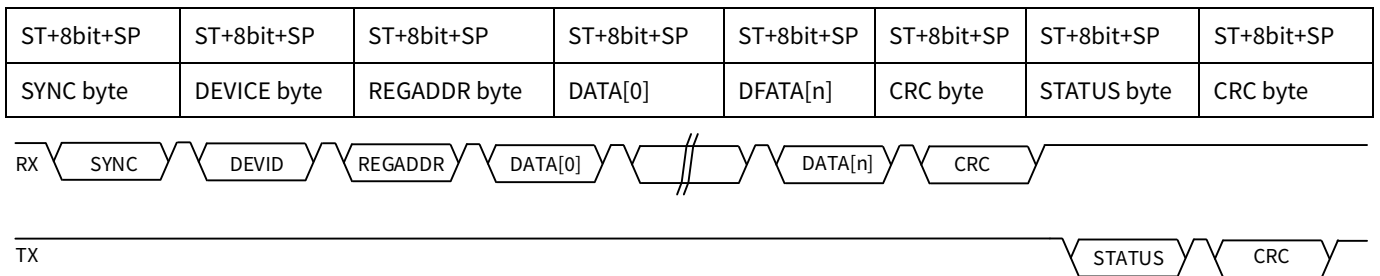 ST+8bit+SP ST+8bit+SP ST+8bit+SP ST+8bit+SP ST+8bit+SP ST+8bit+SP ST+8bit+SP ST+8bit+SP
SYNC byte DEVICE byte REGADDR byte DATA[0] DFATA[n] CRC byte STATUS byte CRC byte
RX SYNC DEVID REGADDR DATA[0] DATA[n] CRC
TX STATUS CRC